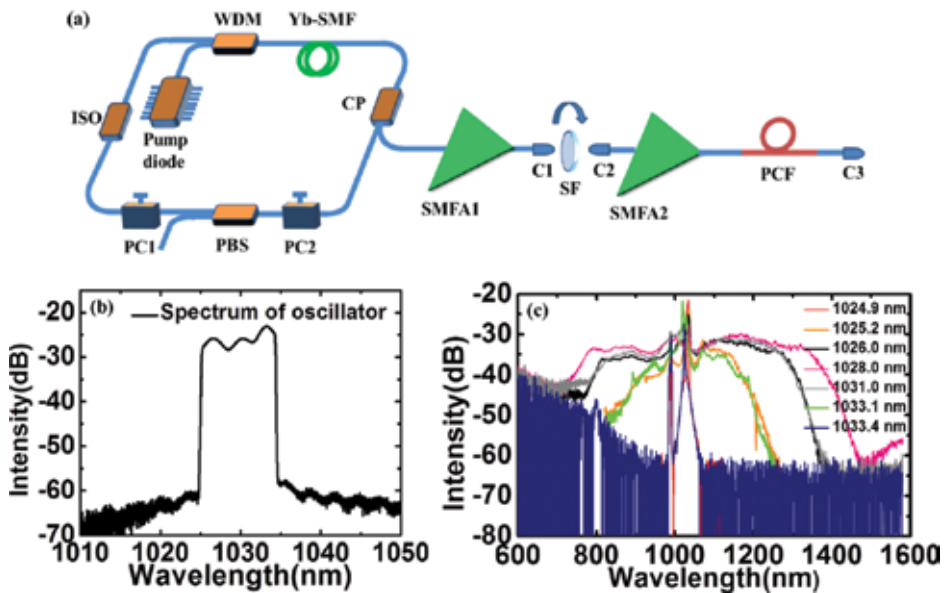 (a)
WDM
Yb-SMF
ISO
Pump
diode
CP
C1
SF
C2
PCF
C3
SMFA1
SMFA2
PC1
PBS
PC2
(b)
Spectrum of oscillator
Intensity(dB)
-20
-30
-40
-50
-60
-70
1010 1020 1030 1040 1050
Wavelength(nm)
(c)
1024.9 nm
1025.2 nm
1026.0 nm
1028.0 nm
1031.0 nm
1033.1 nm
1033.4 nm
Intensity(dB)
-20
-30
-40
-50
-60
-70
-80
600 800 1000 1200 1400 1600
Wavelength(nm)